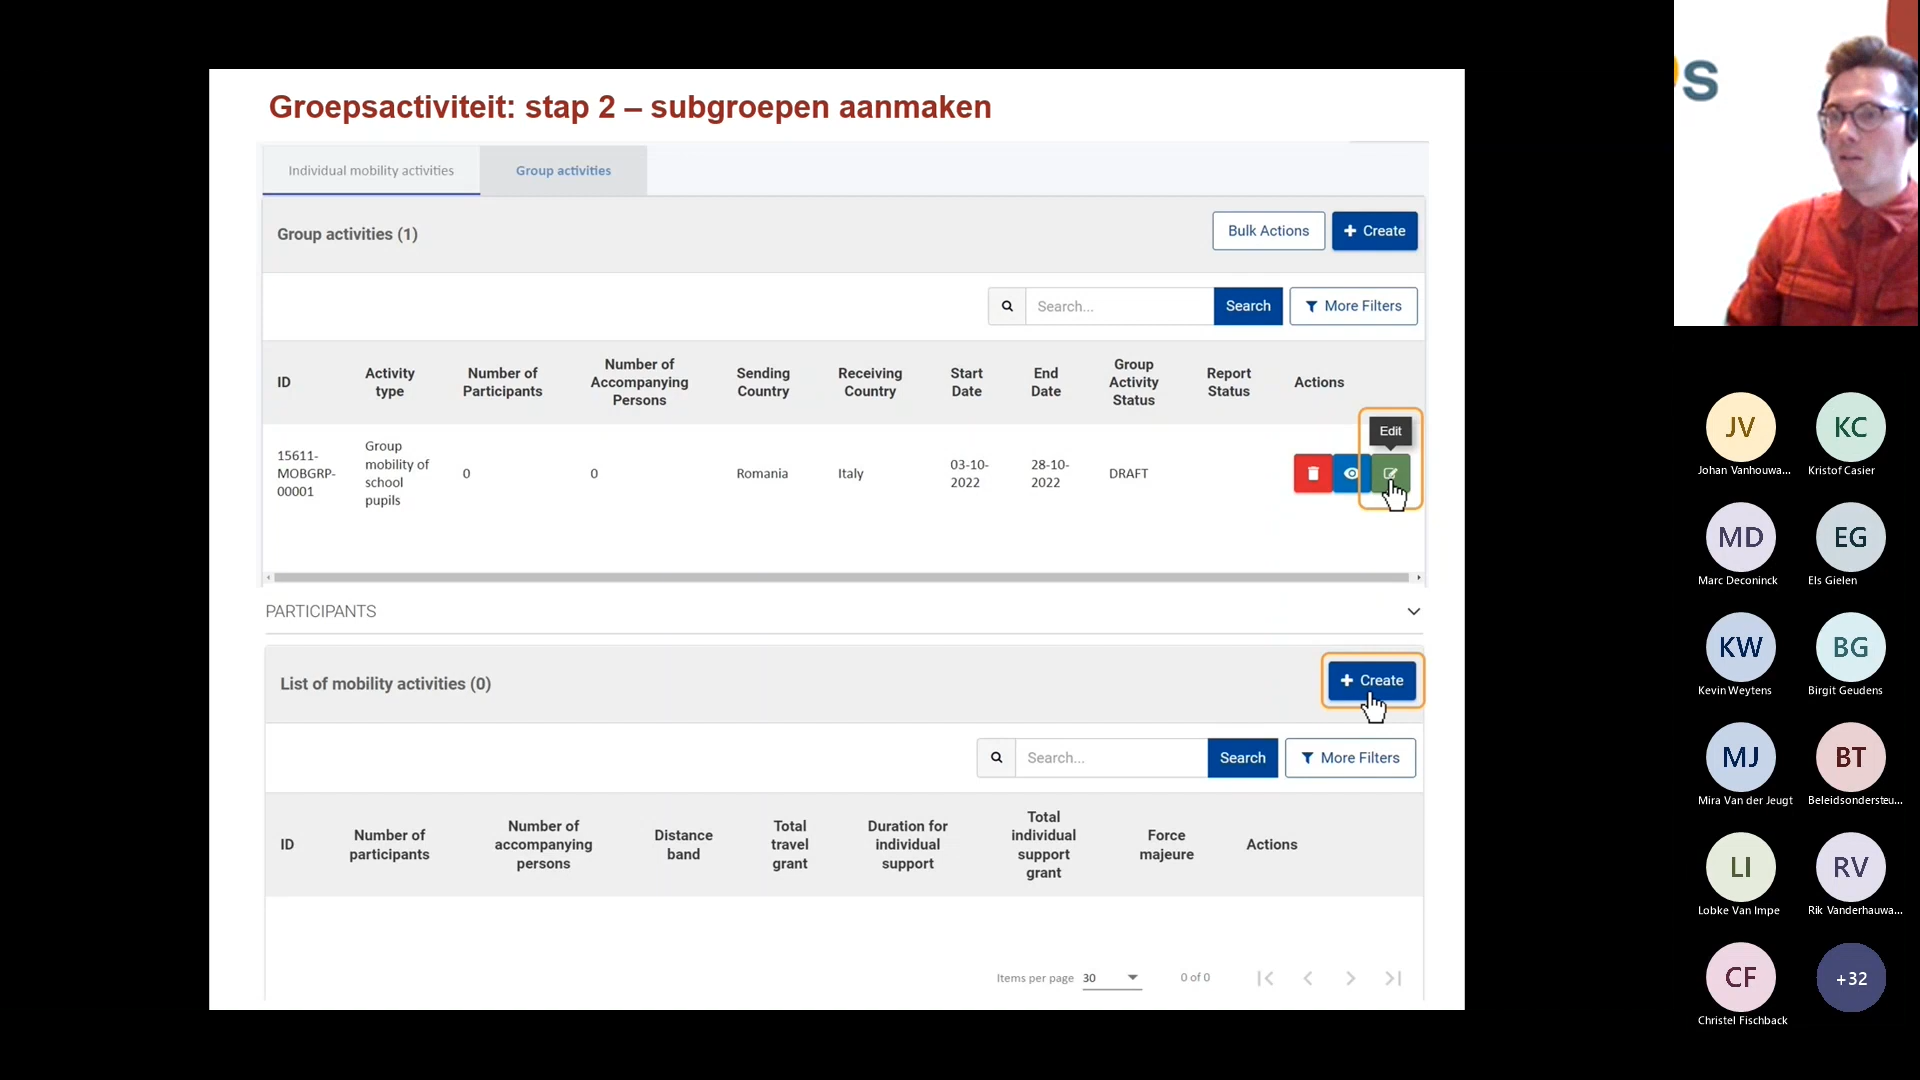 Groepsactiviteit: stap 2 – subgroepen aanmaken
Individual mobility activities
Group activities
Group activities (1)
Bulk Actions
+ Create
Search...
Search
More Filters
ID
Activity type
Number of Participants
Number of Accompanying Persons
Sending Country
Receiving Country
Start Date
End Date
Group Activity Status
Report Status
Actions
Edit
15611-MOBGRP-00001
Group mobility of school pupils
0
0
Romania
Italy
03-10-2022
28-10-2022
DRAFT
PARTICIPANTS
List of mobility activities (0)
+ Create
Search...
Search
More Filters
ID
Number of participants
Number of accompanying persons
Distance band
Total travel grant
Duration for individual support
Total individual support grant
Force majeure
Actions
Items per page 30
0 of 0
s
JV
Johan Vanhouwa...
KC
Kristof Casier
MD
Marc Deconinck
EG
Els Gielen
KW
Kevin Weytens
BG
Birgit Geudens
MJ
Mira Van der Jeugt
BT
Beleidsondersteu...
LI
Lobke Van Impe
RV
Rik Vanderhauwa...
CF
Christel Fischback
+32